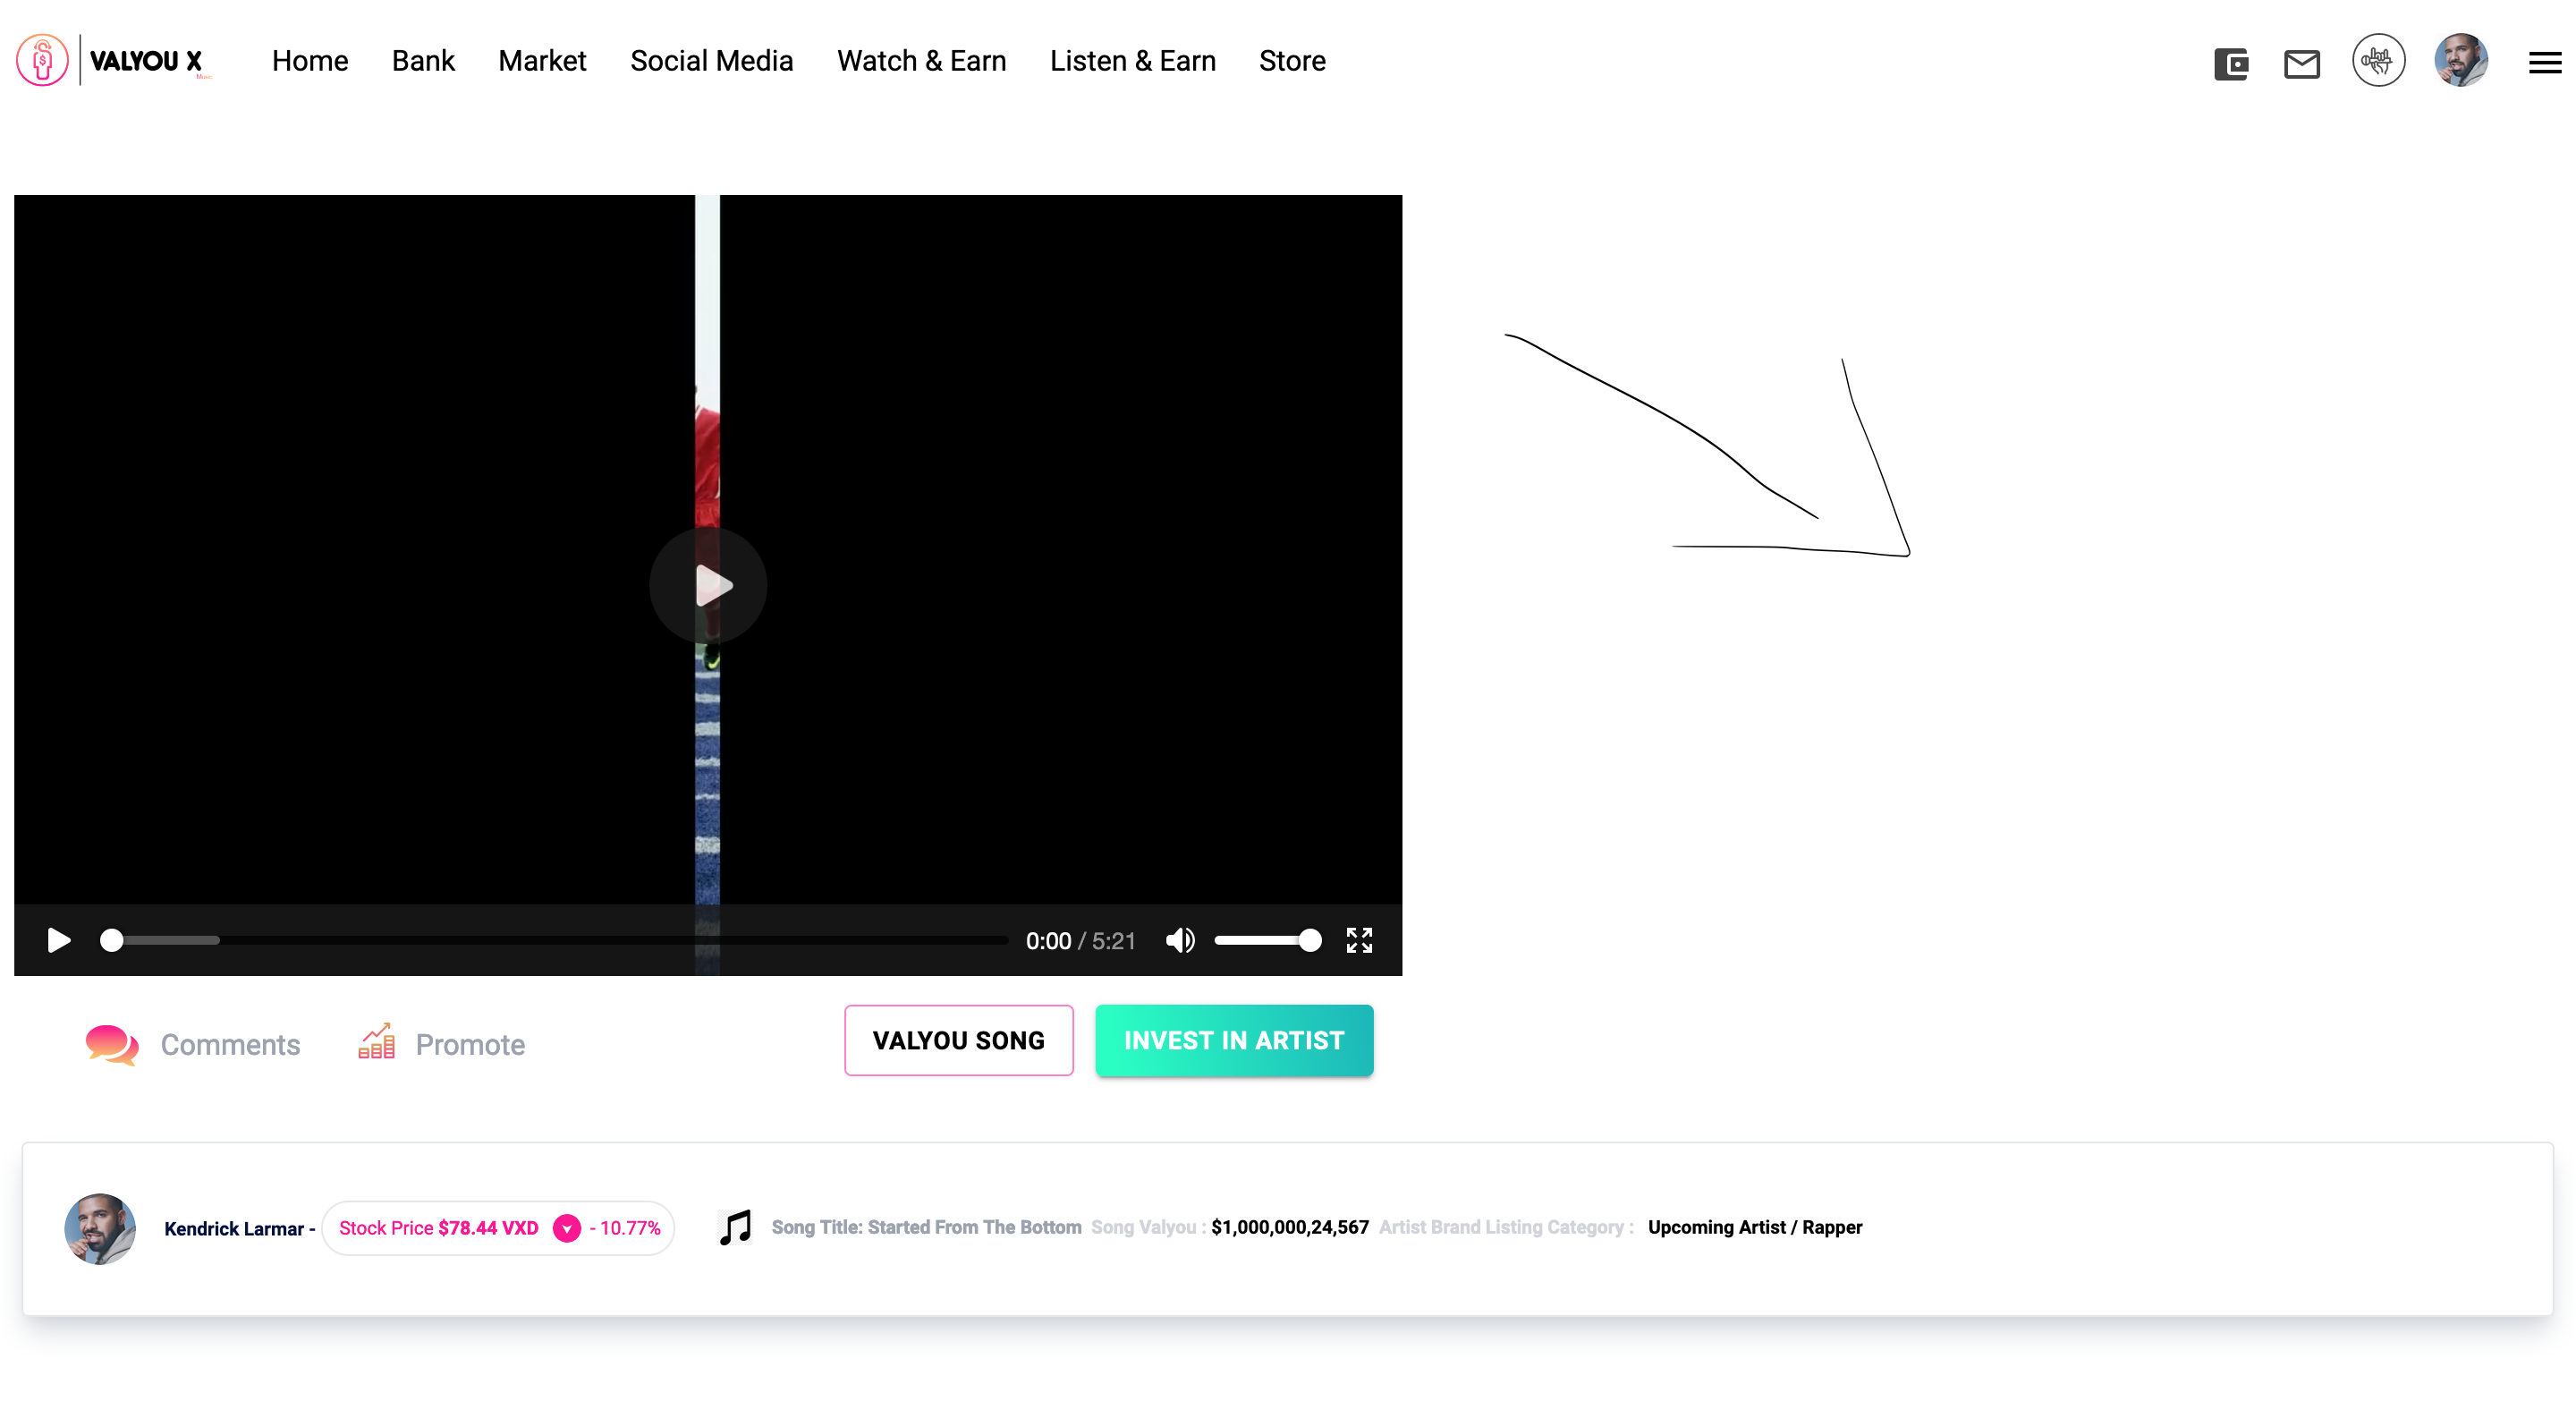 VALYOU X
Music
Home Bank Market Social Media Watch & Earn Listen & Earn Store
0:00 / 5:21
Comments Promote VALYOU SONG INVEST IN ARTIST
Kendrick Larmar - Stock Price $78.44 VXD - 10.77% Song Title: Started From The Bottom Song Valyou : $1,000,000,24,567 Artist Brand Listing Category : Upcoming Artist / Rapper